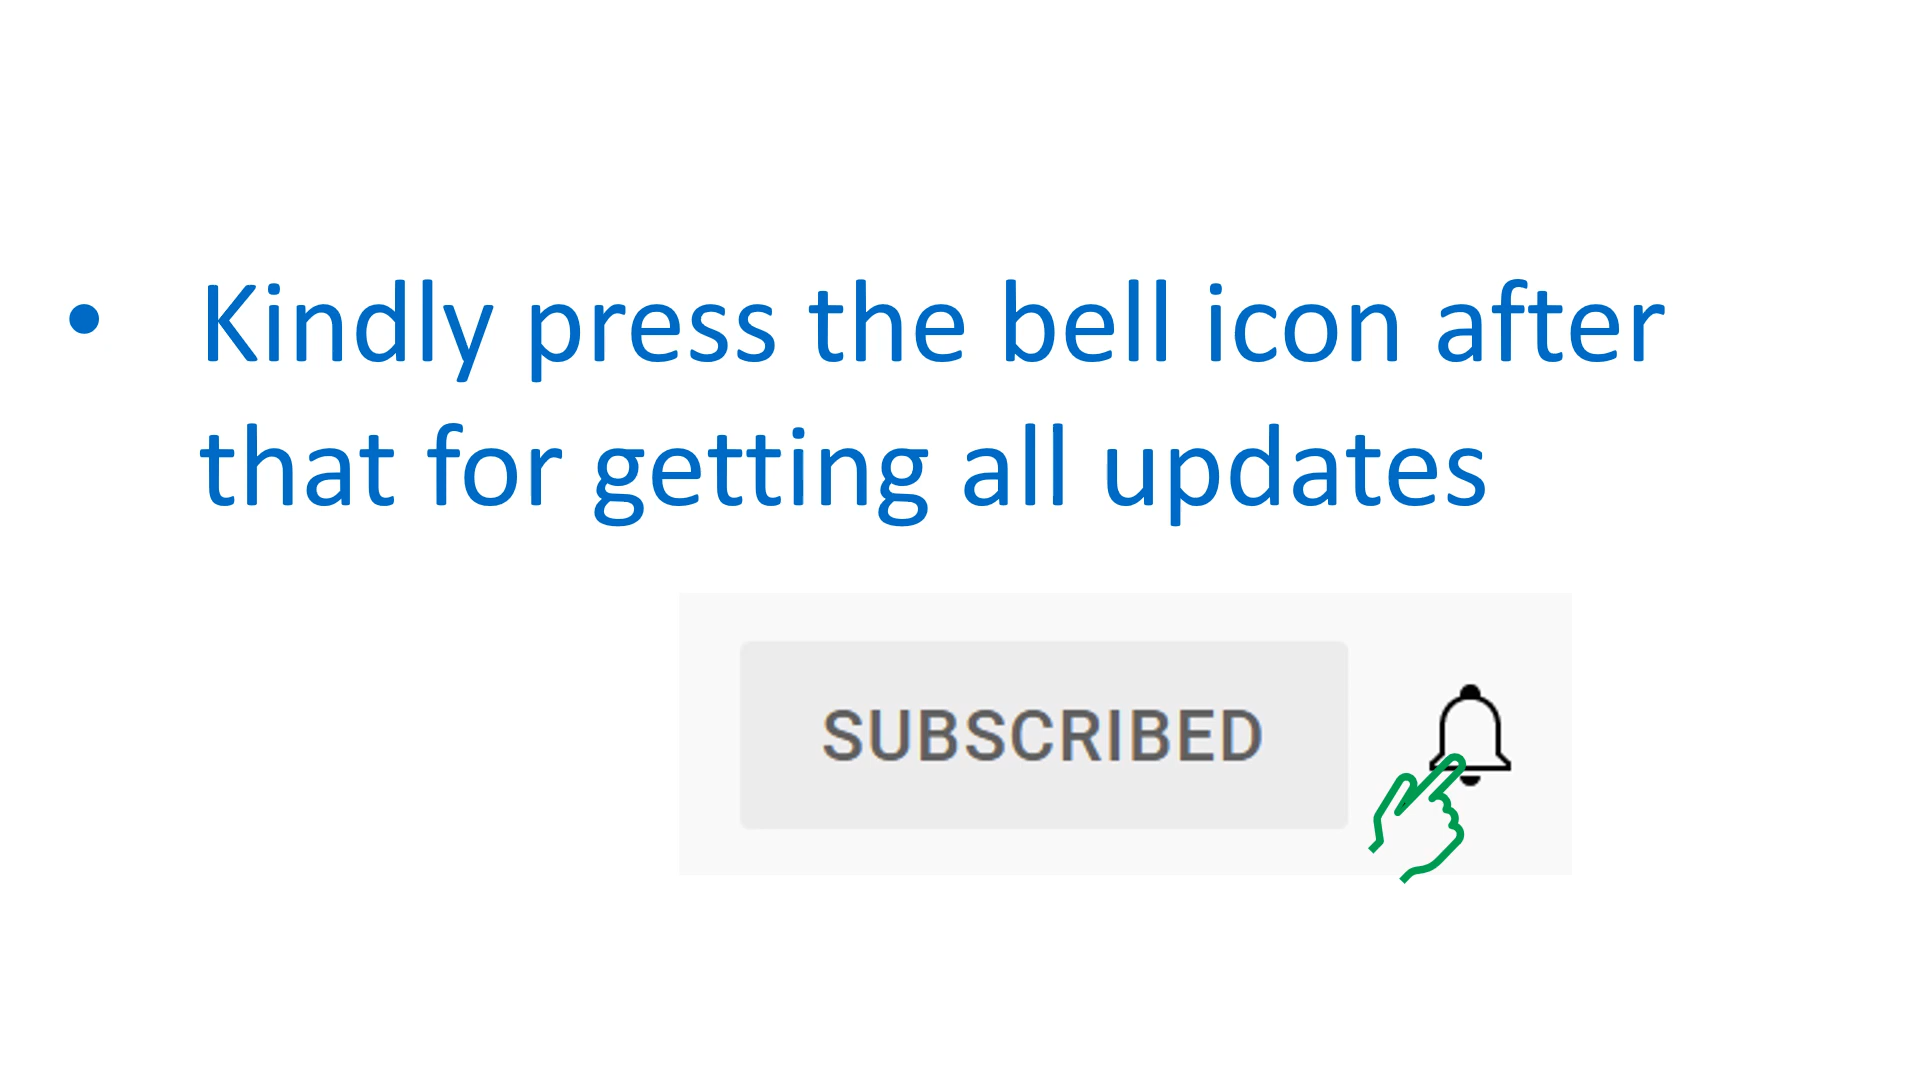 • Kindly press the bell icon after
that for getting all updates
SUBSCRIBED